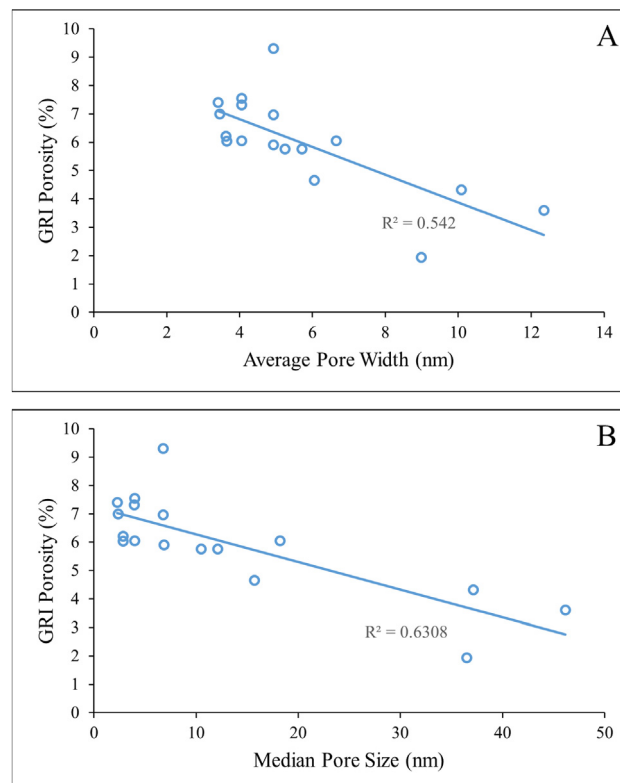 A
10
9
8
7
6
5
4
3
2
1
0
GRI Porosity (%)
R² = 0.542
0 2 4 6 8 10 12 14
Average Pore Width (nm)
B
10
9
8
7
6
5
4
3
2
1
0
GRI Porosity (%)
R² = 0.6308
0 10 20 30 40 50
Median Pore Size (nm)